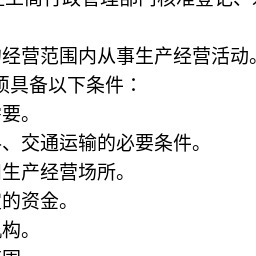 工商行政管理部门核准登记、
经营范围内从事生产经营活动。
须具备以下条件：
要。
、交通运输的必要条件。
生产经营场所。
的资金。
构。